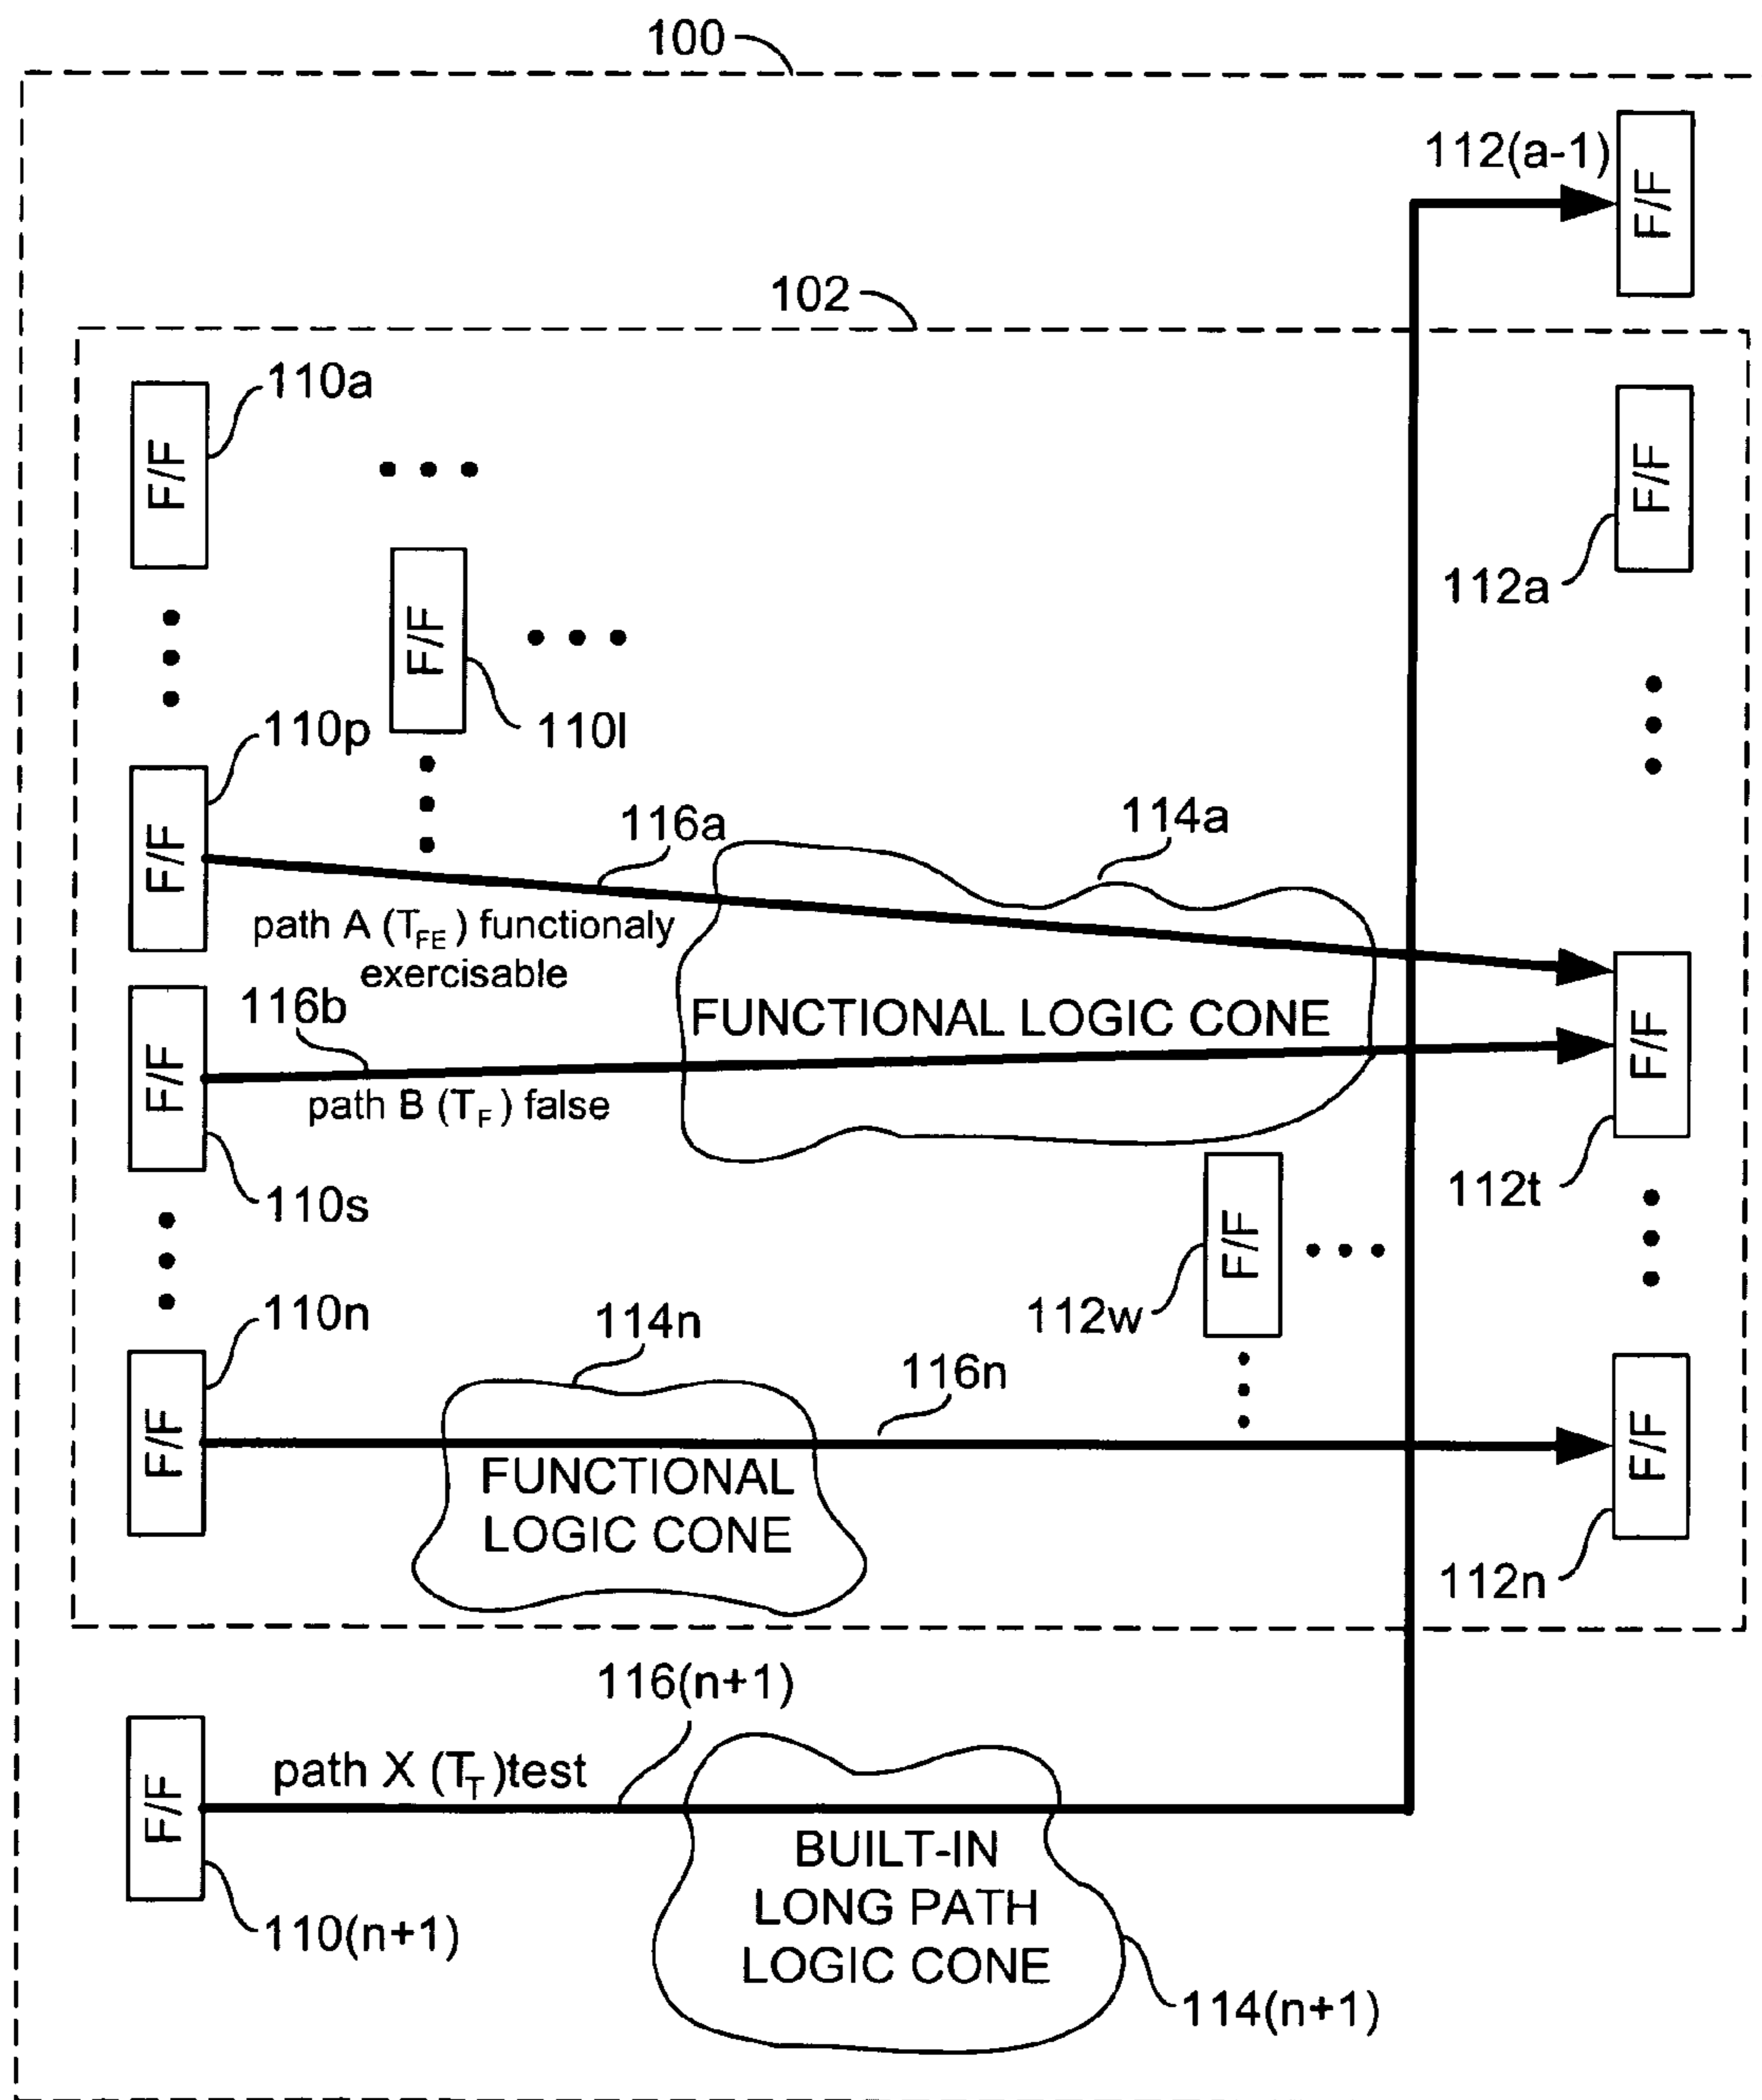 100
112(a-1)
F/F
102
110a
F/F
F/F
112a
F/F
110l
110p
F/F
116a
114a
path A (TFE) functionaly
exercisable
116b
FUNCTIONAL LOGIC CONE
F/F
F/F
path B (TF) false
110s
112t
F/F
112w
110n
114n
116n
F/F
F/F
FUNCTIONAL
LOGIC CONE
112n
116(n+1)
path X (TT)test
F/F
BUILT-IN
LONG PATH
LOGIC CONE
110(n+1)
114(n+1)